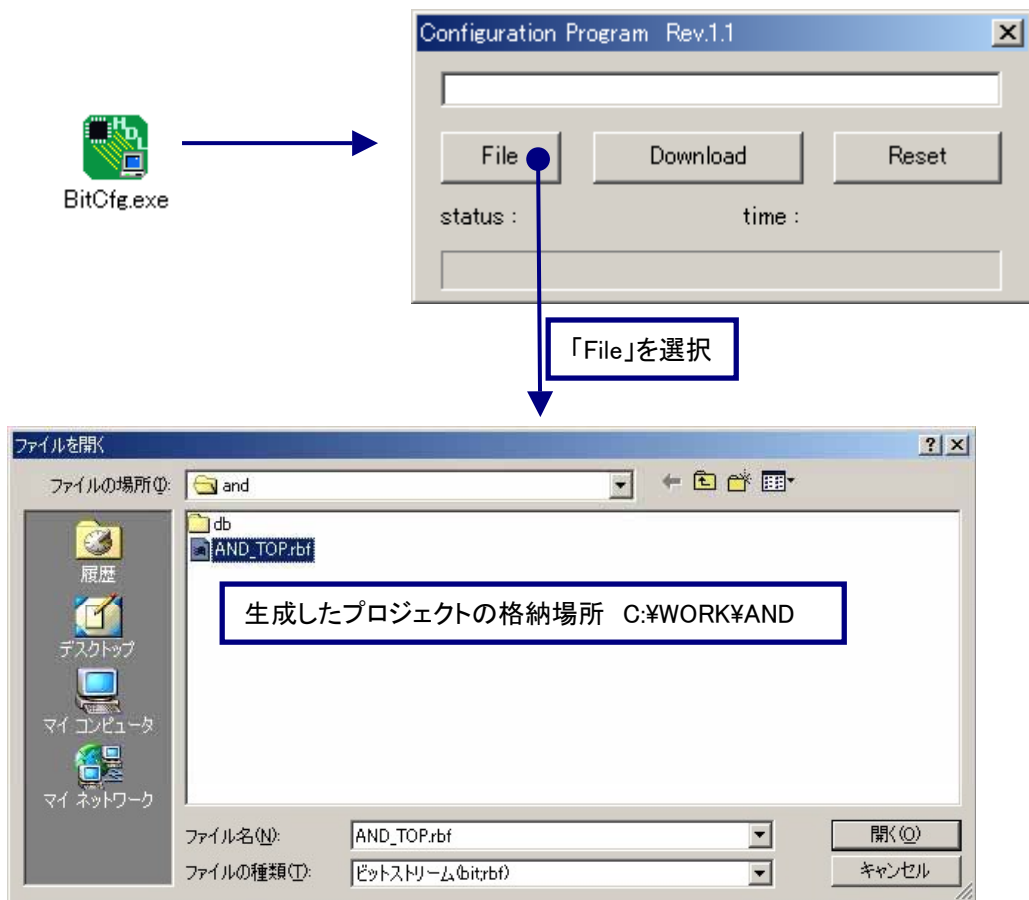 Configuration Program Rev.1.1
File
Download
Reset
status :
time :
HDL
BitCfg.exe
「File」を選択
ファイルを開く
ファイルの場所(I):
and
db
AND_TOP.rbf
生成したプロジェクトの格納場所 C:¥WORK¥AND
履歴
デスクトップ
マイ コンピュータ
マイ ネットワーク
ファイル名(N):
AND_TOP.rbf
開く(O)
ファイルの種類(T):
ビットストリーム(bit;rbf)
キャンセル